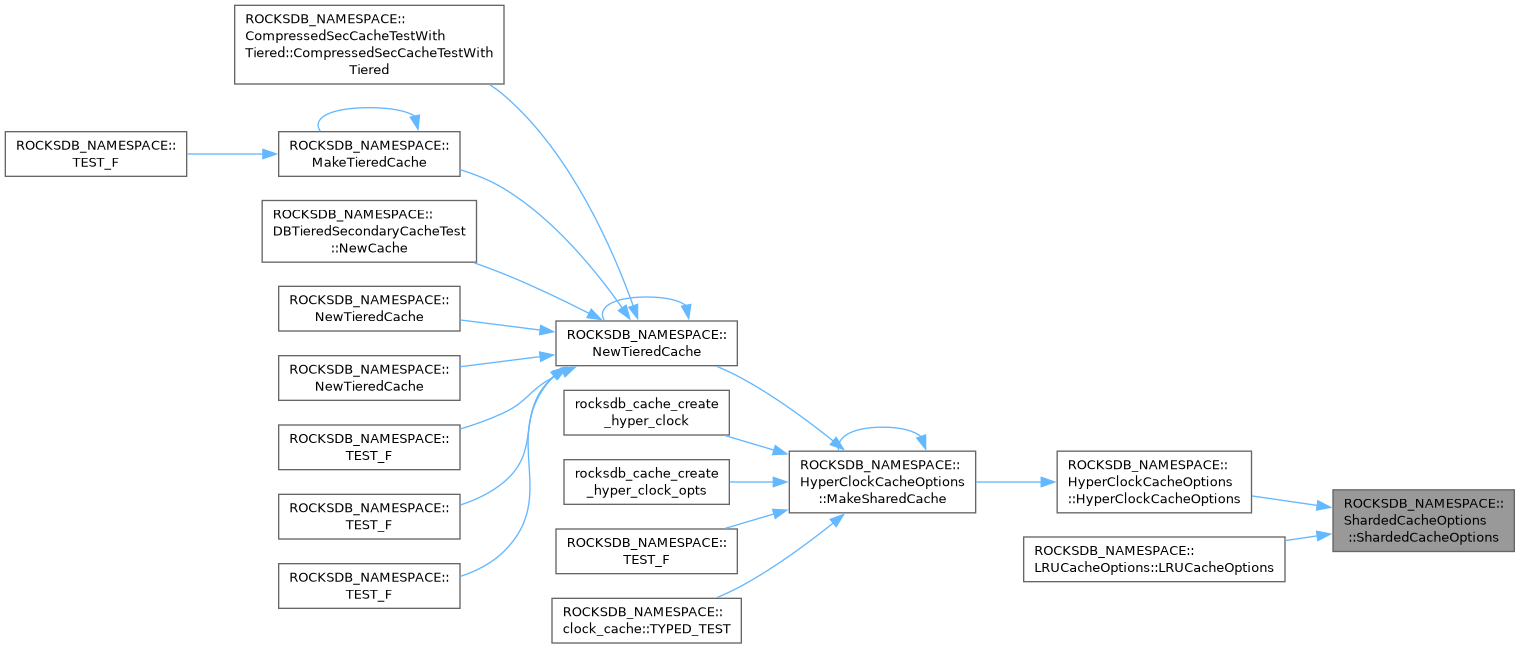 ROCKSDB_NAMESPACE::
CompressedSecCacheTestWith
Tiered::CompressedSecCacheTestWith
Tiered
ROCKSDB_NAMESPACE::
TEST_F
ROCKSDB_NAMESPACE::
MakeTieredCache
ROCKSDB_NAMESPACE::
DBTieredSecondaryCacheTest
::NewCache
ROCKSDB_NAMESPACE::
NewTieredCache
ROCKSDB_NAMESPACE::
NewTieredCache
ROCKSDB_NAMESPACE::
TEST_F
ROCKSDB_NAMESPACE::
TEST_F
ROCKSDB_NAMESPACE::
TEST_F
ROCKSDB_NAMESPACE::
NewTieredCache
rocksdb_cache_create
_hyper_clock
rocksdb_cache_create
_hyper_clock_opts
ROCKSDB_NAMESPACE::
TEST_F
ROCKSDB_NAMESPACE::
clock_cache::TYPED_TEST
ROCKSDB_NAMESPACE::
HyperClockCacheOptions
::MakeSharedCache
ROCKSDB_NAMESPACE::
HyperClockCacheOptions
::HyperClockCacheOptions
ROCKSDB_NAMESPACE::
LRUCacheOptions::LRUCacheOptions
ROCKSDB_NAMESPACE::
ShardedCacheOptions
::ShardedCacheOptions